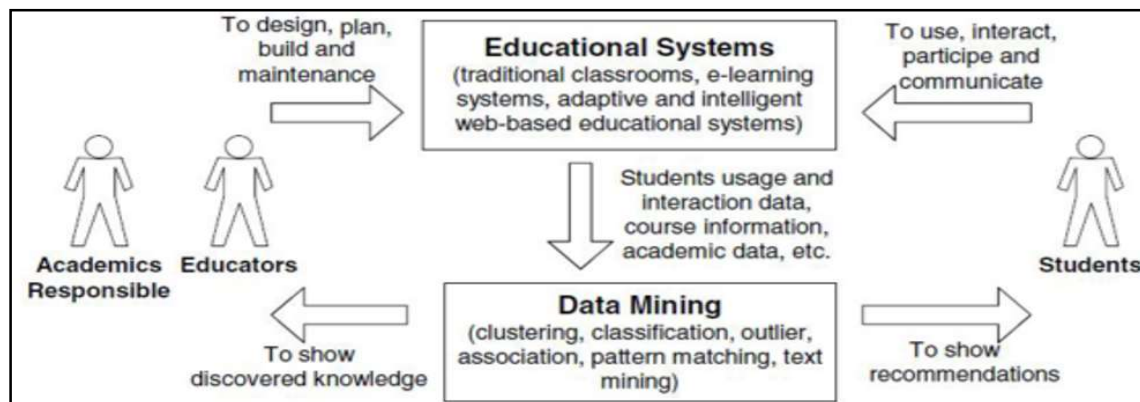 To design, plan,
build and
maintenance
Educational Systems
(traditional classrooms, e-learning
systems, adaptive and intelligent
web-based educational systems)
To use, interact,
participe and
communicate
Students usage and
interaction data,
course information,
academic data, etc.
Academics
Responsible
Educators
Students
Data Mining
(clustering, classification, outlier,
association, pattern matching, text
mining)
To show
discovered knowledge
To show
recommendations